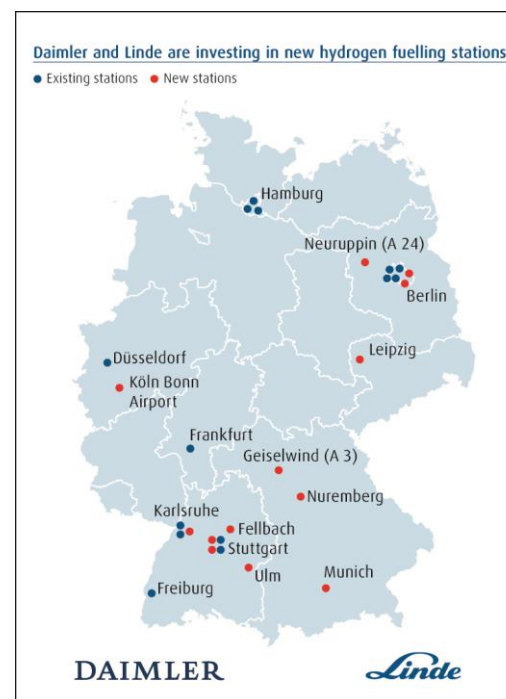 Daimler and Linde are investing in new hydrogen fuelling stations
Existing stations New stations
Hamburg
Neuruppin (A 24)
Berlin
Leipzig
Düsseldorf
Köln Bonn
Airport
Frankfurt
Geiselwind (A 3)
Nuremberg
Karlsruhe
Fellbach
Stuttgart
Ulm
Munich
Freiburg
DAIMLER
Linde